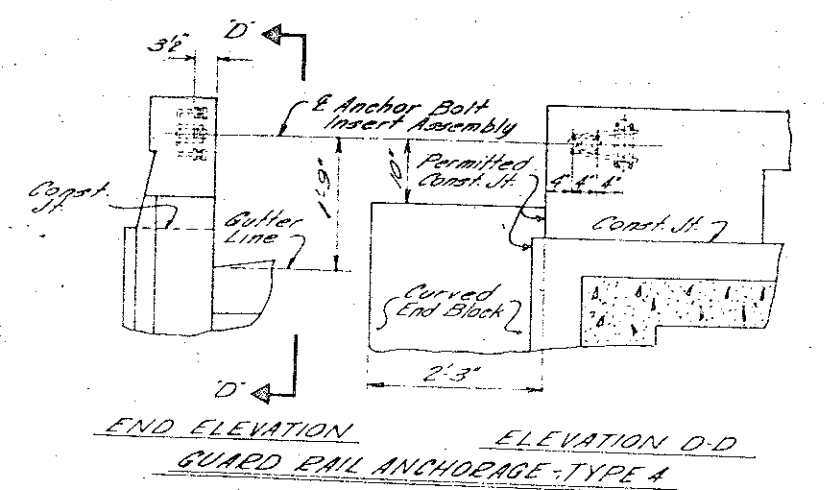 "D"
3½"
℄ Anchor Bolt
Insert Assembly
1'-9"
10"
Permitted
Const. Jt.
4" 4" 4"
Const.
Jt.
Gutter
Line
Const. Jt.
Curved
End Block
2'-3"
"D"
END ELEVATION
ELEVATION D-D
GUARD RAIL ANCHORAGE - TYPE A